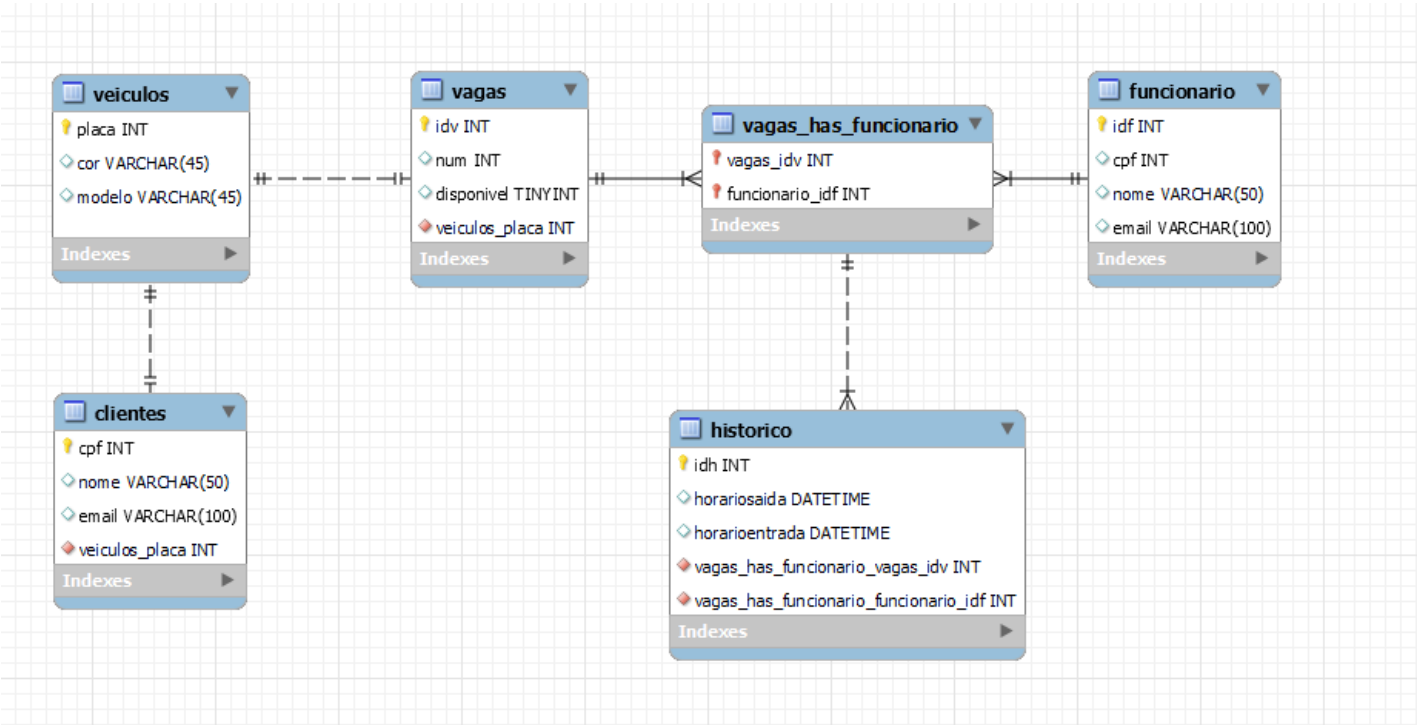 veiculos
placa INT
cor VARCHAR(45)
modelo VARCHAR(45)
Indexes
vagas
idv INT
num INT
disponivel TINYINT
veiculos_placa INT
Indexes
vagas_has_funcionario
vagas_idv INT
funcionario_idf INT
Indexes
funcionario
idf INT
cpf INT
nome VARCHAR(50)
email VARCHAR(100)
Indexes
clientes
cpf INT
nome VARCHAR(50)
email VARCHAR(100)
veiculos_placa INT
Indexes
historico
idh INT
horariosaida DATETIME
horarioentrada DATETIME
vagas_has_funcionario_vagas_idv INT
vagas_has_funcionario_funcionario_idf INT
Indexes